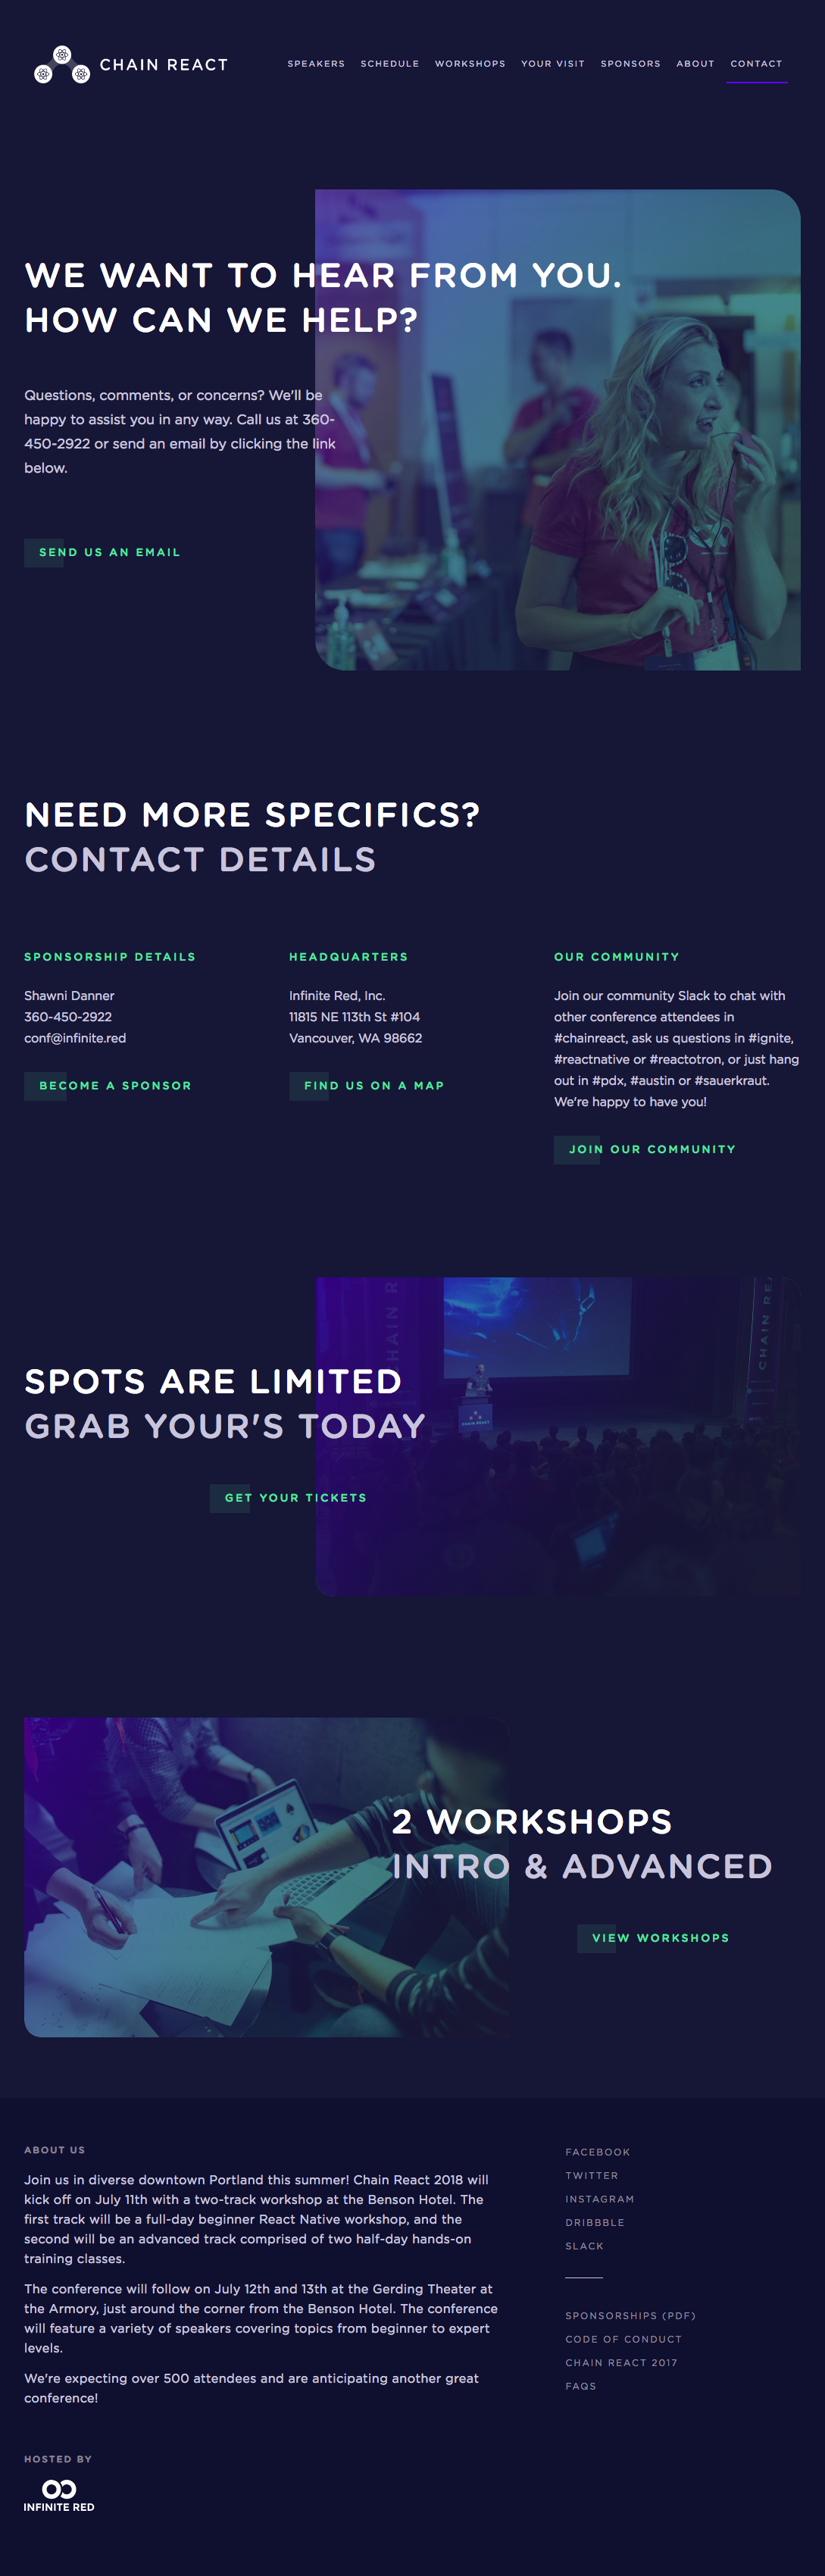 CHAIN REACT
SPEAKERS SCHEDULE WORKSHOPS YOUR VISIT SPONSORS ABOUT CONTACT
WE WANT TO HEAR FROM YOU.
HOW CAN WE HELP?
Questions, comments, or concerns? We'll be
happy to assist you in any way. Call us at 360-
450-2922 or send an email by clicking the link
below.
SEND US AN EMAIL
NEED MORE SPECIFICS?
CONTACT DETAILS
SPONSORSHIP DETAILS
Shawni Danner
360-450-2922
conf@infinite.red
BECOME A SPONSOR
HEADQUARTERS
Infinite Red, Inc.
11815 NE 113th St #104
Vancouver, WA 98662
FIND US ON A MAP
OUR COMMUNITY
Join our community Slack to chat with
other conference attendees in
#chainreact, ask us questions in #ignite,
#reactnative or #reactotron, or just hang
out in #pdx, #austin or #sauerkraut.
We're happy to have you!
JOIN OUR COMMUNITY
CHAIN R
CHAIN REA
CHAIN REACT
SPOTS ARE LIMITED
GRAB YOUR'S TODAY
GET YOUR TICKETS
2 WORKSHOPS
INTRO & ADVANCED
VIEW WORKSHOPS
ABOUT US
Join us in diverse downtown Portland this summer! Chain React 2018 will
kick off on July 11th with a two-track workshop at the Benson Hotel. The
first track will be a full-day beginner React Native workshop, and the
second will be an advanced track comprised of two half-day hands-on
training classes.
The conference will follow on July 12th and 13th at the Gerding Theater at
the Armory, just around the corner from the Benson Hotel. The conference
will feature a variety of speakers covering topics from beginner to expert
levels.
We're expecting over 500 attendees and are anticipating another great
conference!
HOSTED BY
INFINITE RED
FACEBOOK
TWITTER
INSTAGRAM
DRIBBBLE
SLACK
SPONSORSHIPS (PDF)
CODE OF CONDUCT
CHAIN REACT 2017
FAQS